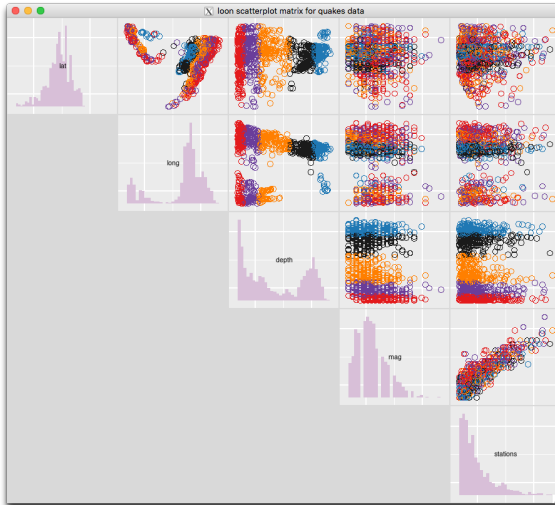 loon scatterplot matrix for quakes data
lat
long
depth
mag
stations